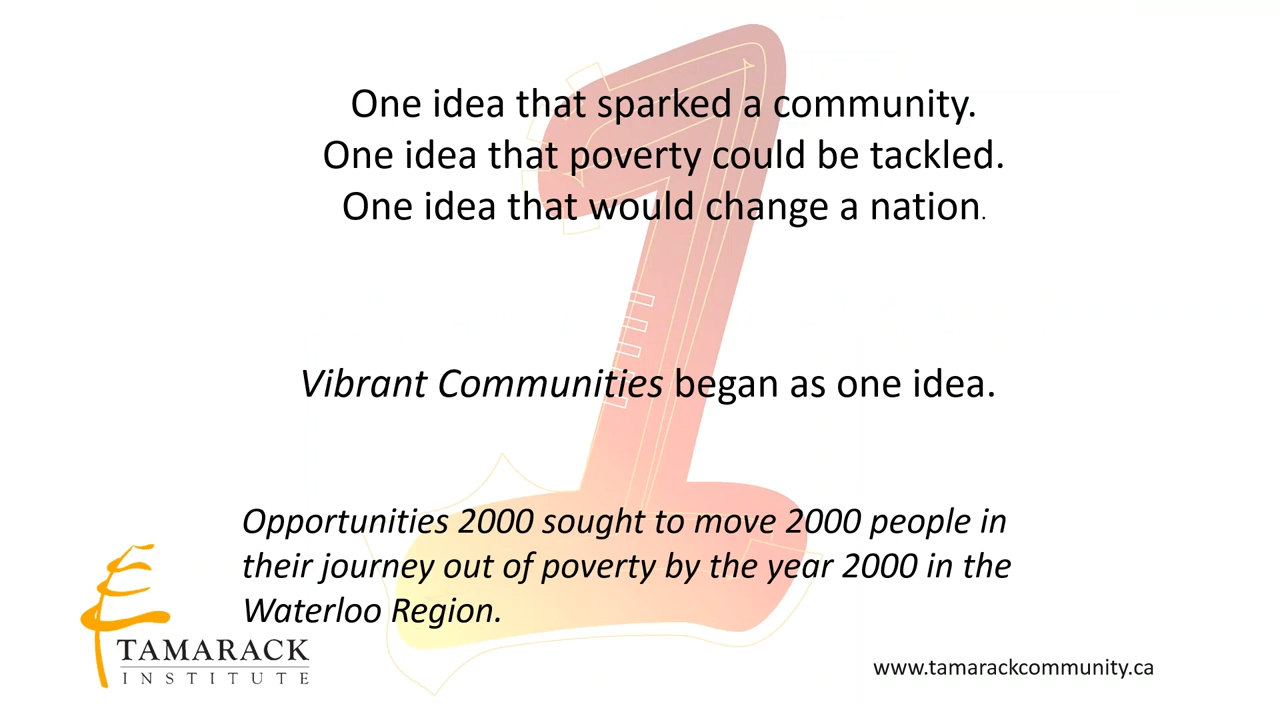 One idea that sparked a community.
One idea that poverty could be tackled.
One idea that would change a nation.
Vibrant Communities began as one idea.
Opportunities 2000 sought to move 2000 people in
their journey out of poverty by the year 2000 in the
Waterloo Region.
TAMARACK
INSTITUTE
www.tamarackcommunity.ca